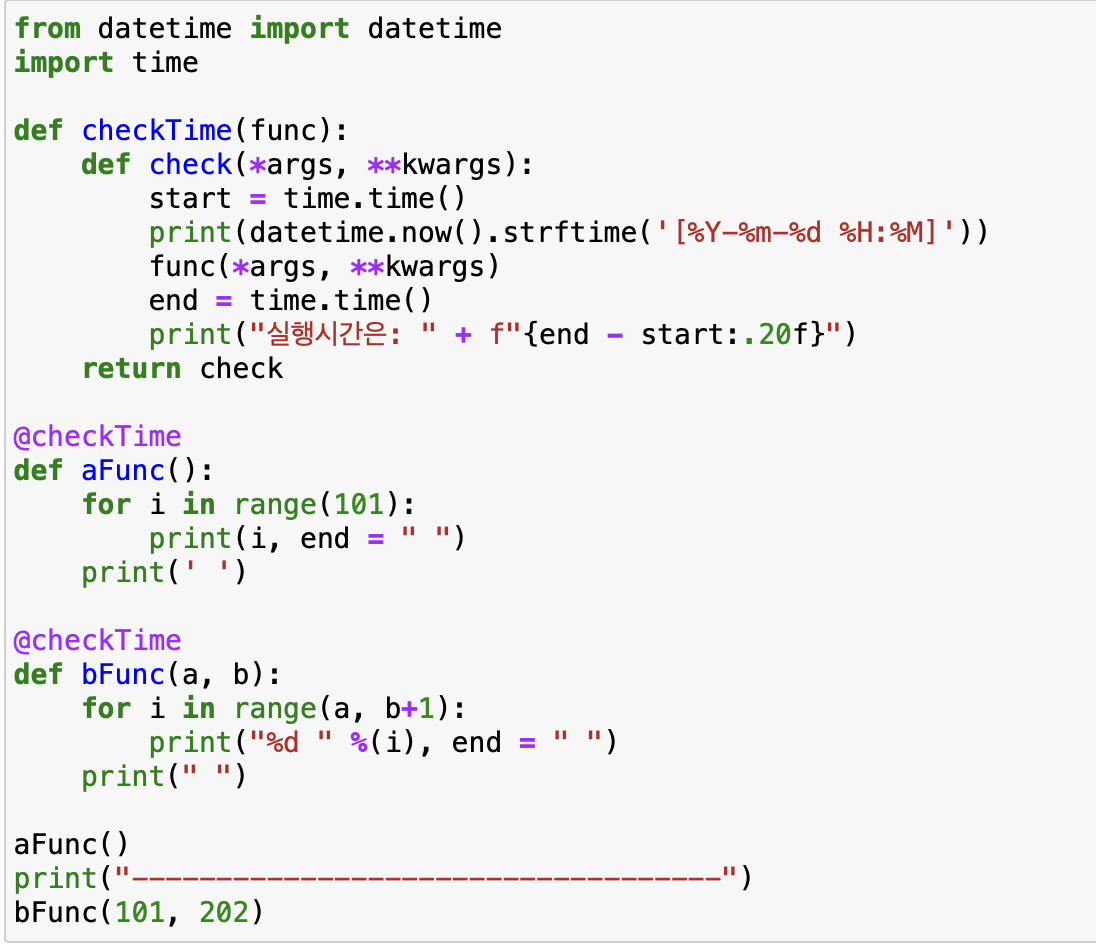 from datetime import datetime
import time

def checkTime(func):
    def check(*args, **kwargs):
        start = time.time()
        print(datetime.now().strftime('[%Y-%m-%d %H:%M]'))
        func(*args, **kwargs)
        end = time.time()
        print("실행시간은: " + f"{end - start:.20f}")
    return check

@checkTime
def aFunc():
    for i in range(101):
        print(i, end = " ")
    print(' ')

@checkTime
def bFunc(a, b):
    for i in range(a, b+1):
        print("%d " %(i), end = " ")
    print(" ")

aFunc()
print("-----------------------------------")
bFunc(101, 202)